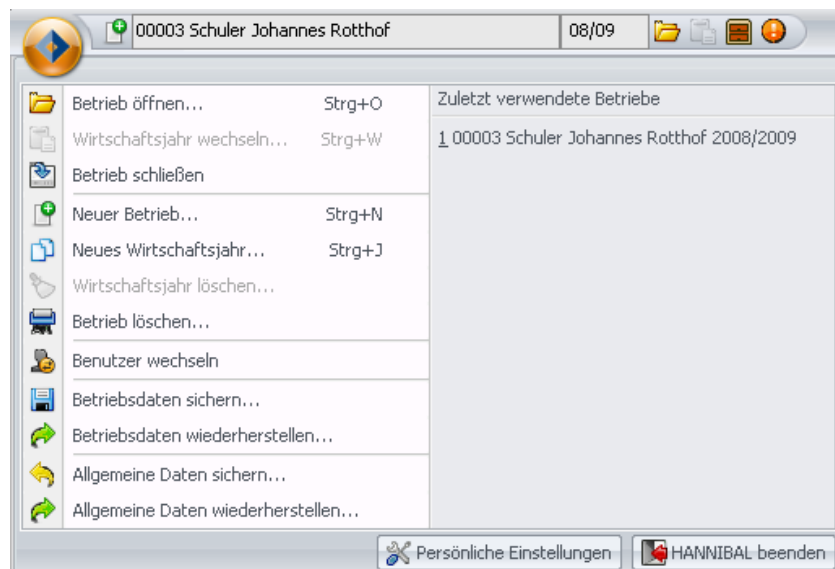 00003 Schuler Johannes Rotthof 08/09
Betrieb öffnen... Strg+O
Wirtschaftsjahr wechseln... Strg+W
Betrieb schließen
Neuer Betrieb... Strg+N
Neues Wirtschaftsjahr... Strg+J
Wirtschaftsjahr löschen...
Betrieb löschen...
Benutzer wechseln
Betriebsdaten sichern...
Betriebsdaten wiederherstellen...
Allgemeine Daten sichern...
Allgemeine Daten wiederherstellen...
Zuletzt verwendete Betriebe
1 00003 Schuler Johannes Rotthof 2008/2009
Persönliche Einstellungen
HANNIBAL beenden